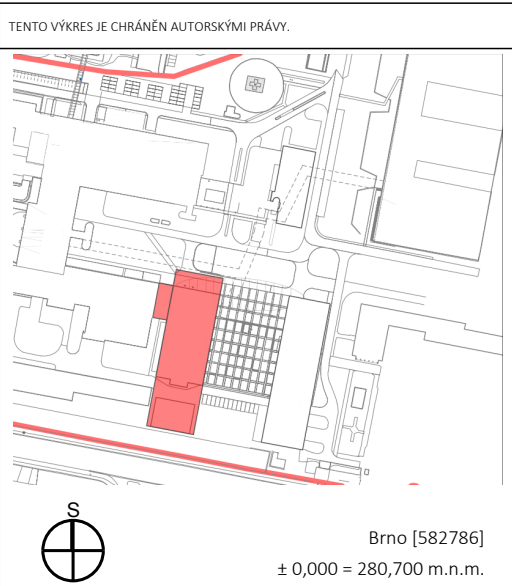 TENTO VÝKRES JE CHRÁNĚN AUTORSKÝMI PRÁVY.
S
Brno [582786]
± 0,000 = 280,700 m.n.m.